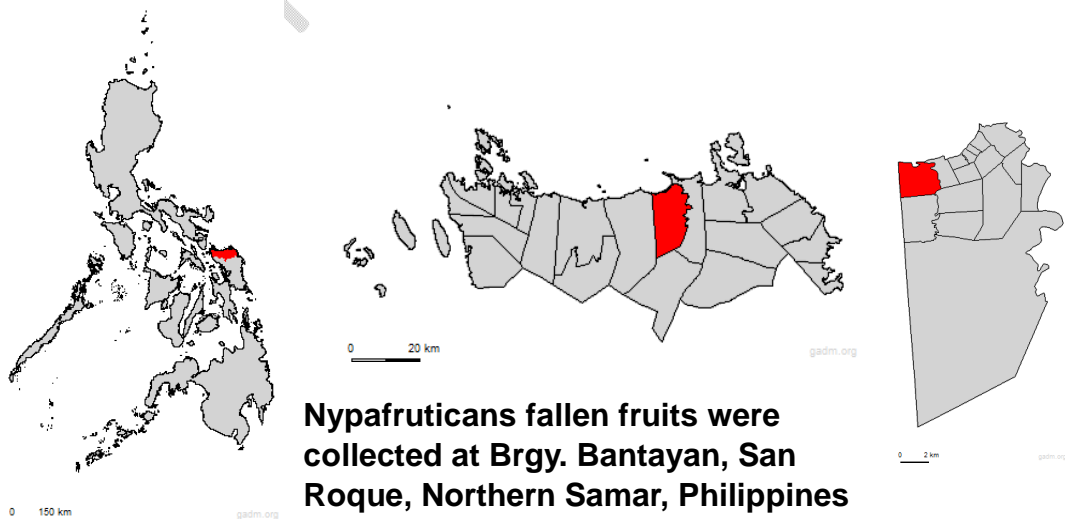 0 20 km
gadm.org
Nypafruticans fallen fruits were
collected at Brgy. Bantayan, San
Roque, Northern Samar, Philippines
0 2 km
gadm.org
0 150 km
gadm.org